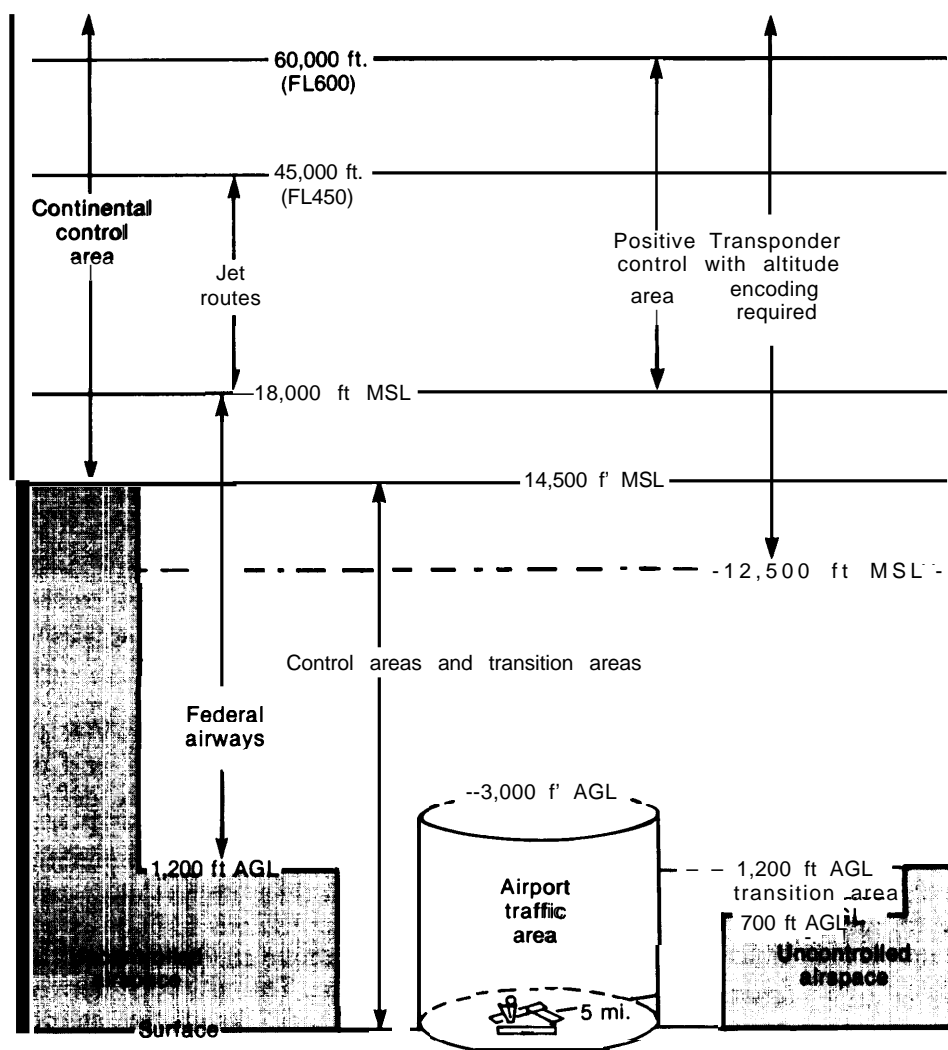 60,000 ft.
(FL600)
45,000 ft.
(FL450)
Continental
control
area
Jet
routes
Positive
control
area
Transponder
with altitude
encoding
required
18,000 ft MSL
14,500 f' MSL
-12,500 ft MSL -
Control areas and transition areas
Federal
airways
--3,000 f' AGL
1,200 ft AGL
Airport
traffic
area
1,200 ft AGL
transition area
700 ft AGL
Uncontrolled
airspace
airspace
5 mi.
Surface